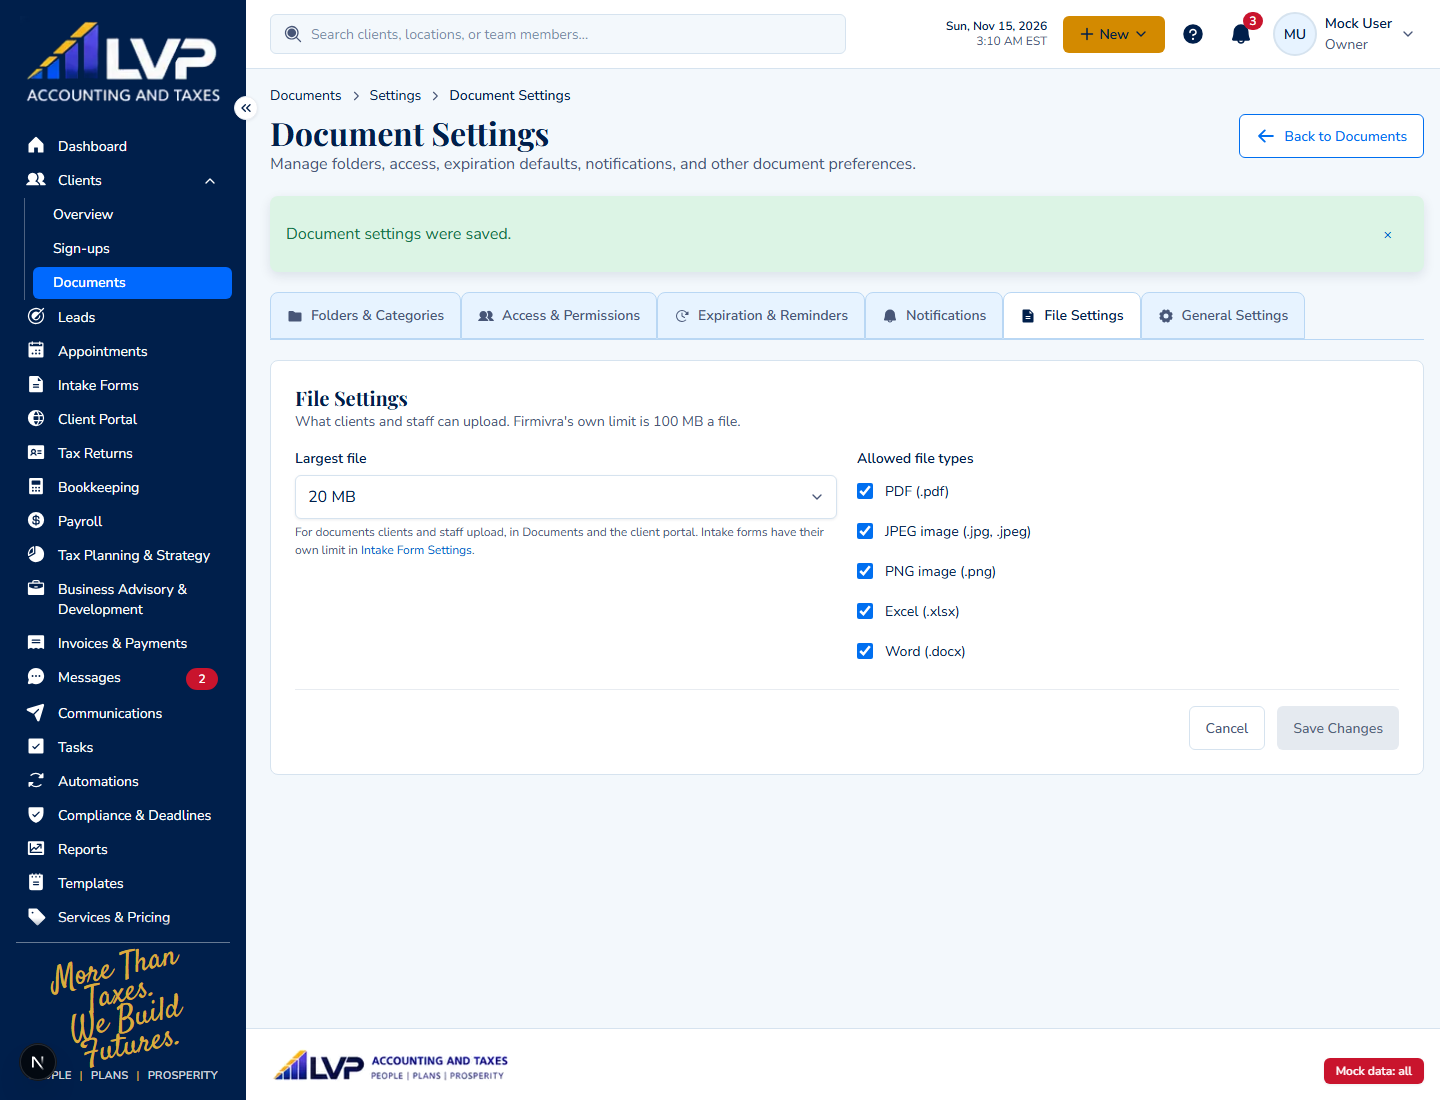 LVP
ACCOUNTING AND TAXES
Dashboard
Clients
Overview
Sign-ups
Documents
Leads
Appointments
Intake Forms
Client Portal
Tax Returns
Bookkeeping
Payroll
Tax Planning & Strategy
Business Advisory &
Development
Invoices & Payments
Messages 2
Communications
Tasks
Automations
Compliance & Deadlines
Reports
Templates
Services & Pricing
More Than
Taxes.
We Build
Futures.
N
PLE | PLANS | PROSPERITY
Search clients, locations, or team members...
Sun, Nov 15, 2026
3:10 AM EST
+ New
?
3
MU
Mock User
Owner
Documents > Settings > Document Settings
Document Settings
Manage folders, access, expiration defaults, notifications, and other document preferences.
← Back to Documents
Document settings were saved. ×
Folders & Categories
Access & Permissions
Expiration & Reminders
Notifications
File Settings
General Settings
File Settings
What clients and staff can upload. Firmivra's own limit is 100 MB a file.
Largest file
20 MB
For documents clients and staff upload, in Documents and the client portal. Intake forms have their
own limit in Intake Form Settings.
Allowed file types
PDF (.pdf)
JPEG image (.jpg, .jpeg)
PNG image (.png)
Excel (.xlsx)
Word (.docx)
Cancel
Save Changes
LVP ACCOUNTING AND TAXES
PEOPLE | PLANS | PROSPERITY
Mock data: all